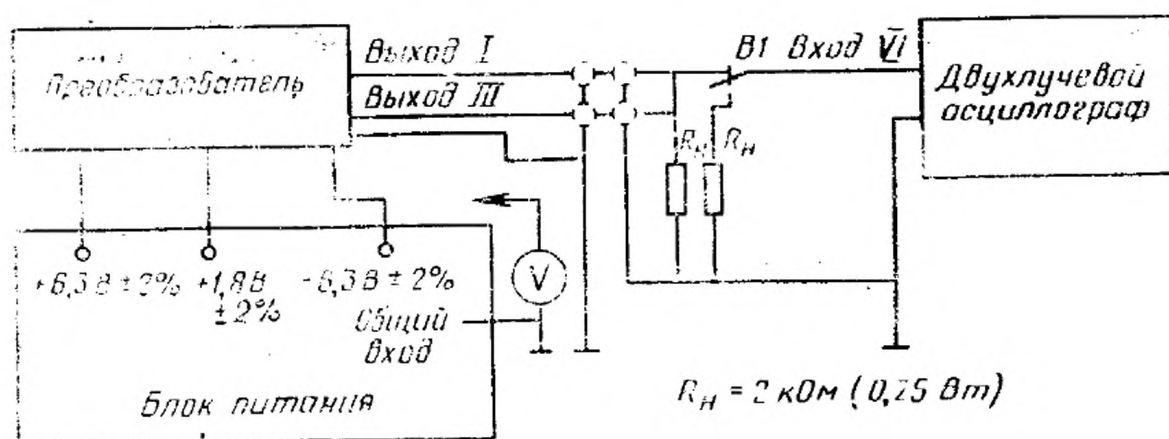 Преобразователь
Выход I
Выход III
В1 Вход VI
Двухлучевой
осциллограф
I I
Rн Rн
+6,3 В ± 2% +1,8 В ± 2% -6,3 В ± 2%
V
Общий
вход
Блок питания
Rн = 2 кОм (0,25 Вт)